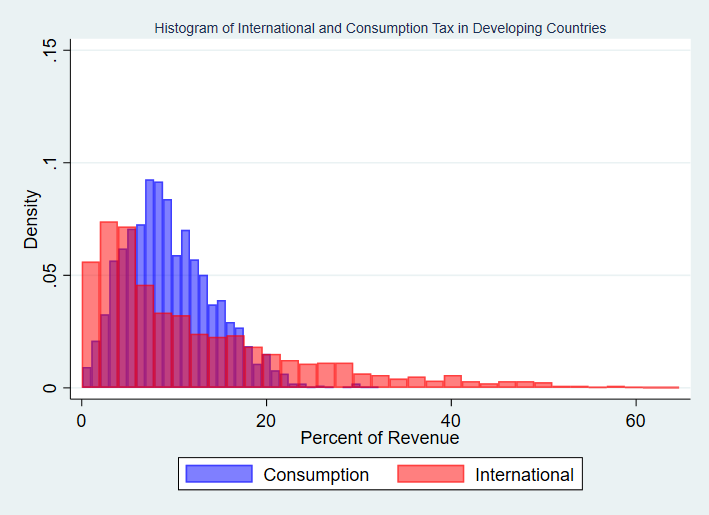 Histogram of International and Consumption Tax in Developing Countries
.15
.1
.05
0
Density
0 20 40 60
Percent of Revenue
Consumption International